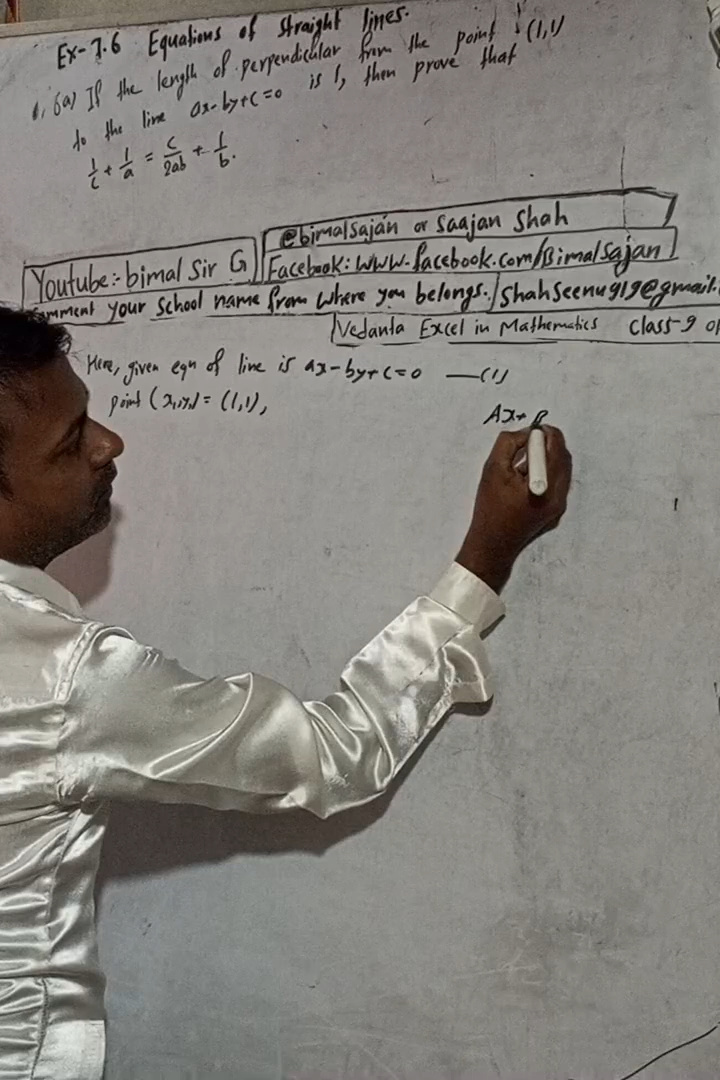 Ex-7.6 Equations of Straight lines.
1. 6a) If the length of perpendicular from the point (1,1)
to the line ax-by+c=0 is 1, then prove that
1/c + 1/a = c/2ab + 1/b.
@bimalsajan or Saajan Shah
Youtube:- bimal Sir G
Facebook: www.facebook.com/Bimalsajan
Comment your School name from where you belongs. / Shahseenu919@gmail.
Vedanta Excel in Mathematics Class-9 
Here, given eqn of line is ax-by+c=0 —(1)
point (x₁,y₁) = (1,1),
Ax+ B